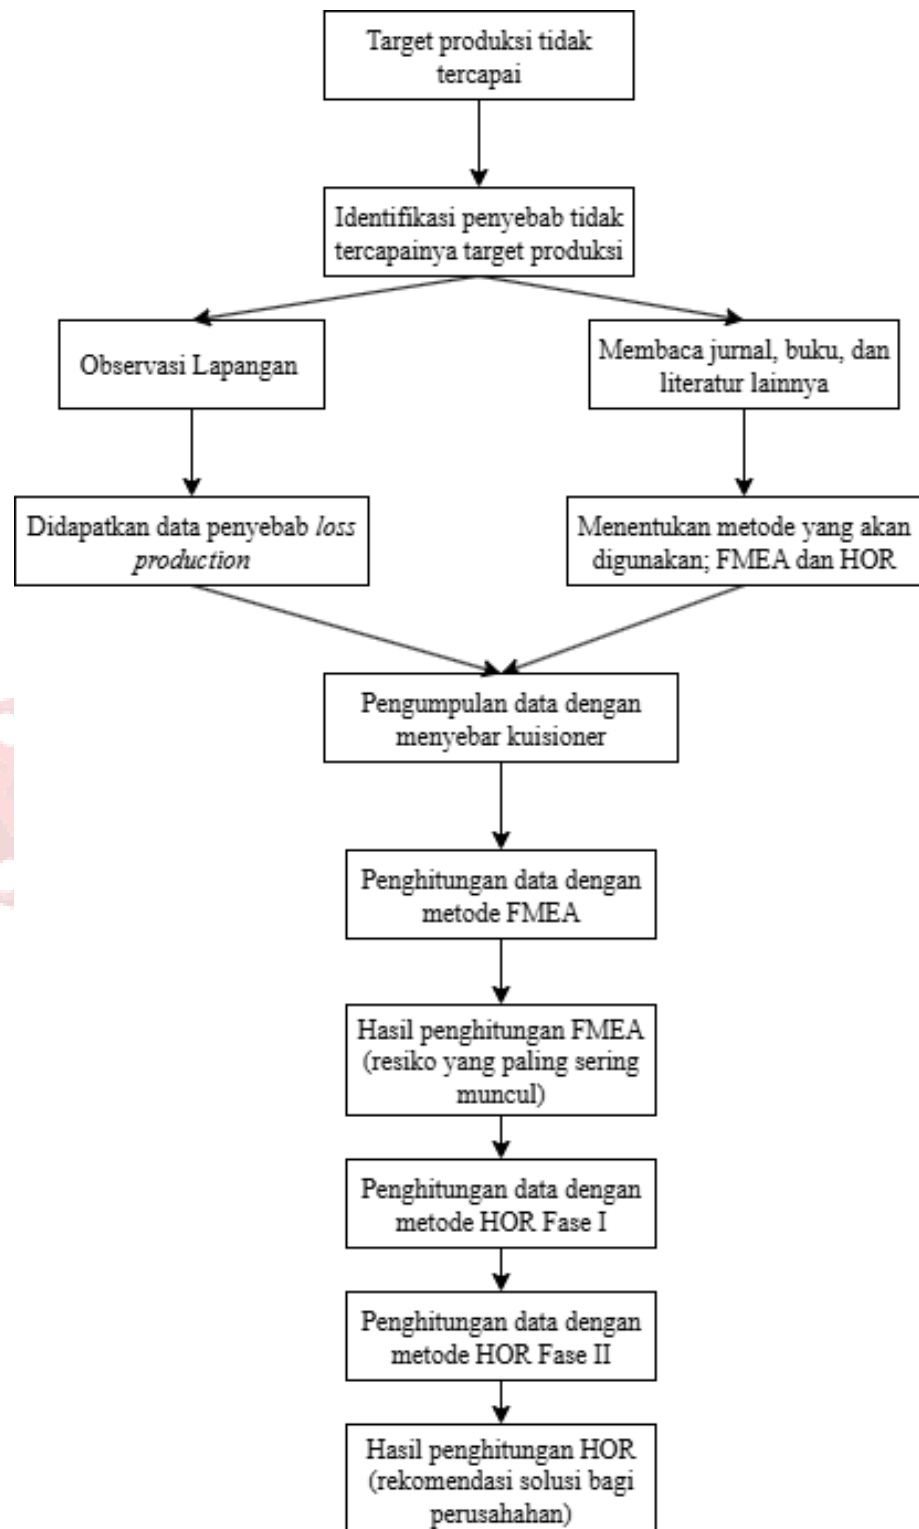 Target produksi tidak
tercapai
Identifikasi penyebab tidak
tercapainya target produksi
Observasi Lapangan
Membaca jurnal, buku, dan
literatur lainnya
Didapatkan data penyebab loss
production
Menentukan metode yang akan
digunakan; FMEA dan HOR
Pengumpulan data dengan
menyebar kuisioner
Penghitungan data dengan
metode FMEA
Hasil penghitungan FMEA
(resiko yang paling sering
muncul)
Penghitungan data dengan
metode HOR Fase I
Penghitungan data dengan
metode HOR Fase II
Hasil penghitungan HOR
(rekomendasi solusi bagi
perusahahan)